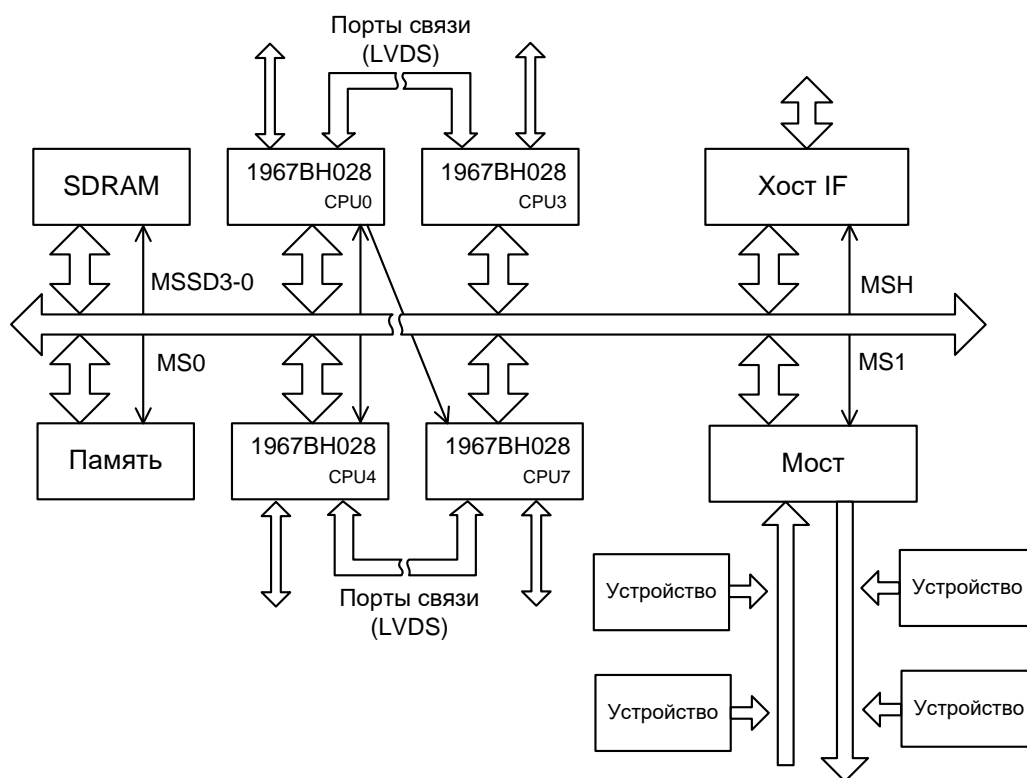 Порты связи
(LVDS)
SDRAM
1967ВН028
CPU0
1967ВН028
CPU3
Хост IF
MSSD3-0
MSH
MS0
MS1
Память
1967ВН028
CPU4
1967ВН028
CPU7
Мост
Порты связи
(LVDS)
Устройство
Устройство
Устройство
Устройство